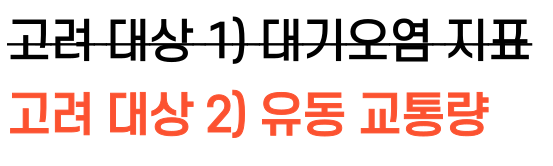 고려 대상 1) 대기오염 지표
고려 대상 2) 유동 교통량